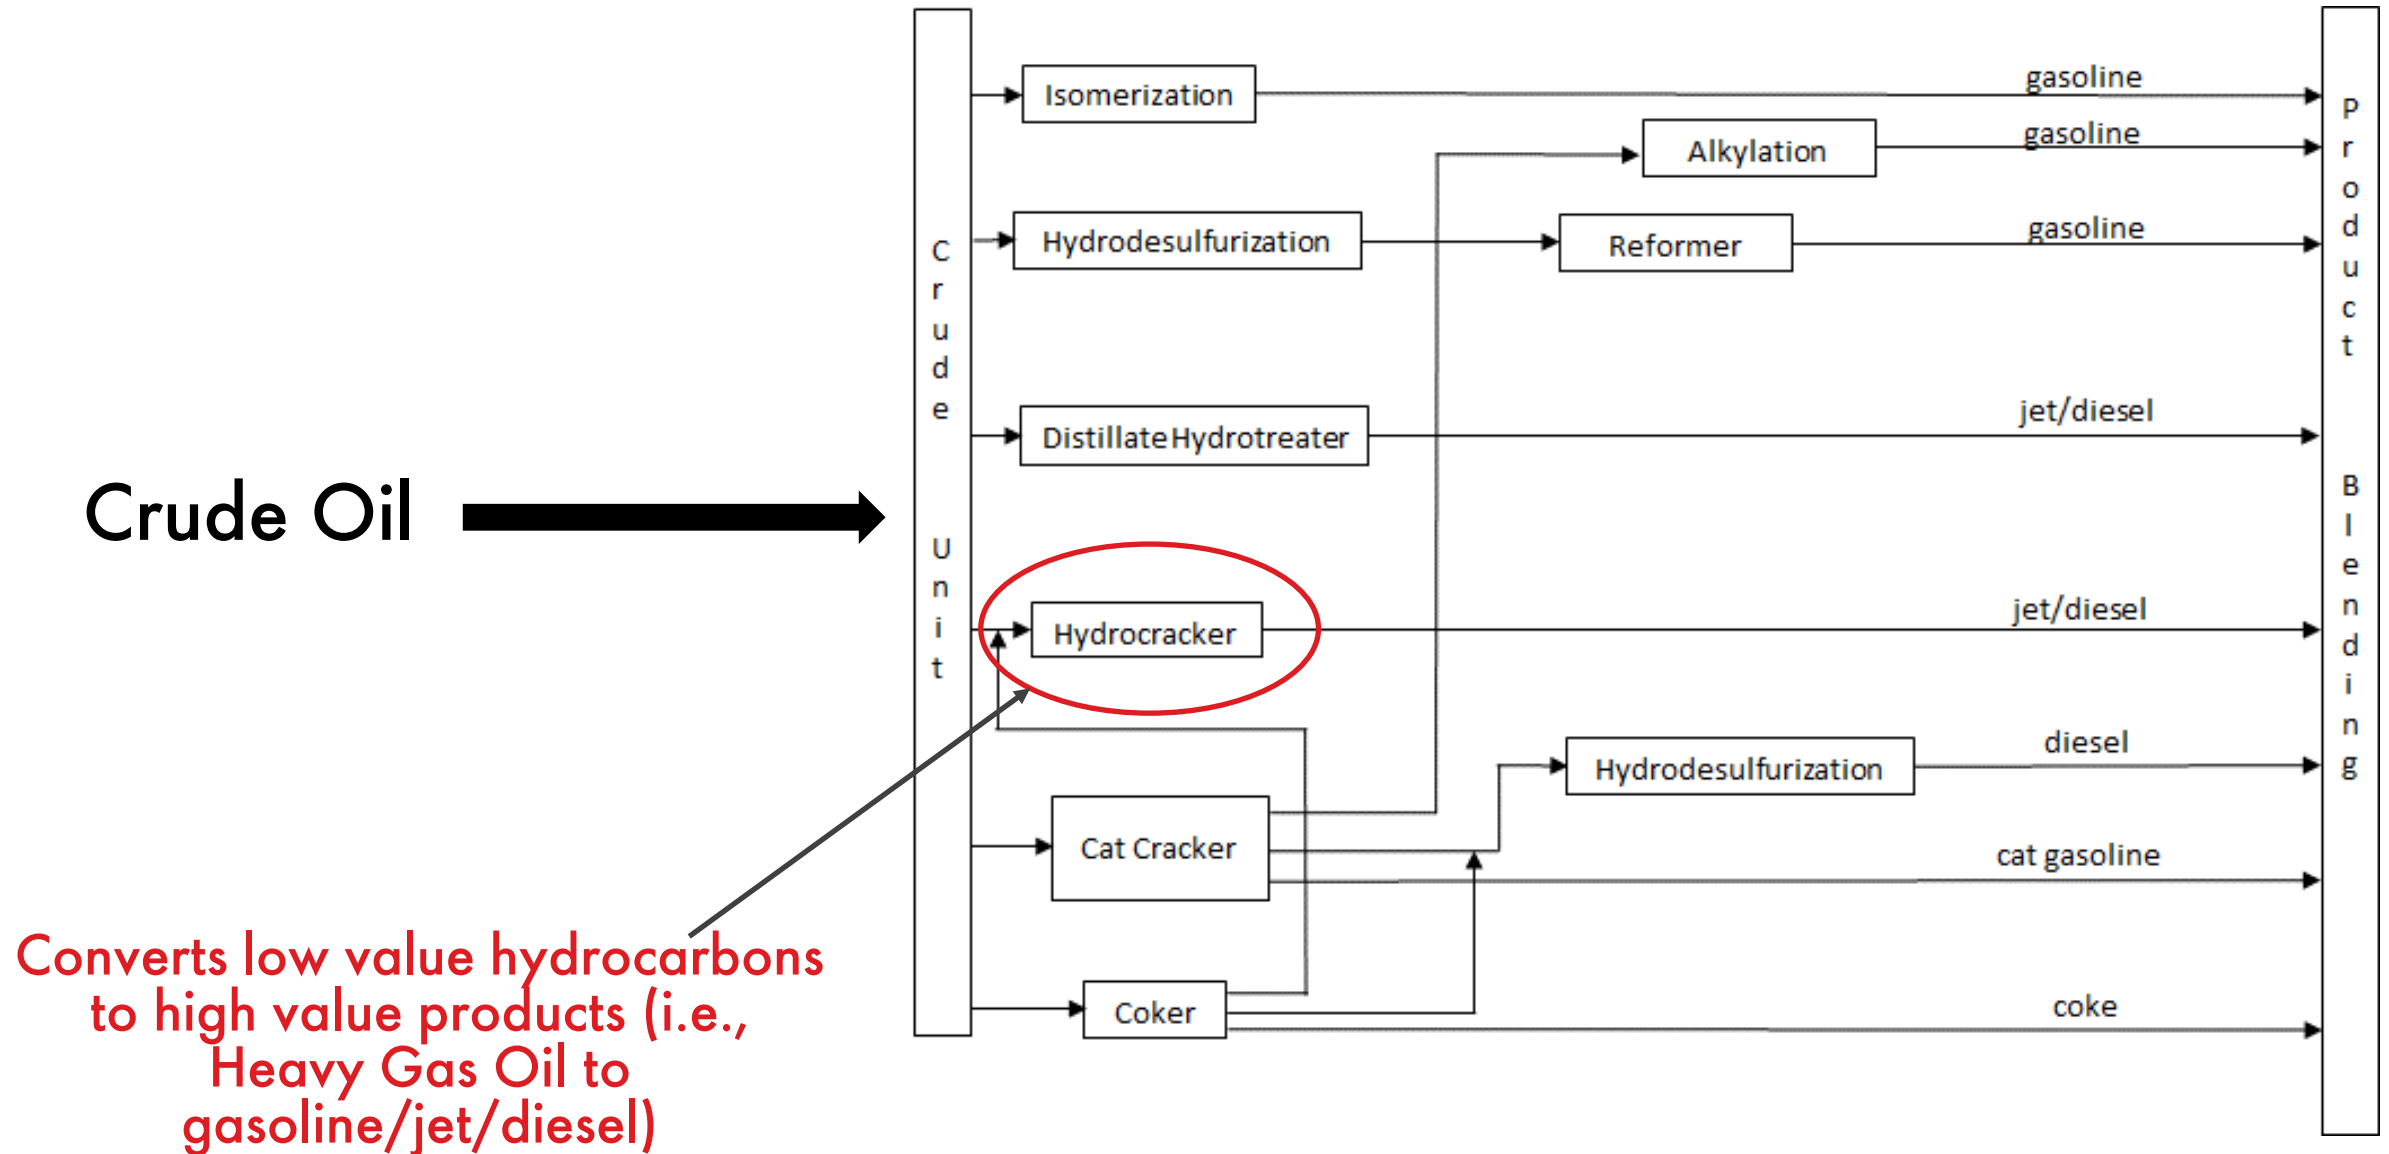 Crude Oil
Crude Unit
Isomerization
gasoline
Alkylation
gasoline
Hydrodesulfurization
Reformer
gasoline
DistillateHydrotreater
jet/diesel
Hydrocracker
jet/diesel
Hydrodesulfurization
diesel
Cat Cracker
cat gasoline
Coker
coke
Product Blending
Converts low value hydrocarbons
to high value products (i.e.,
Heavy Gas Oil to
gasoline/jet/diesel)